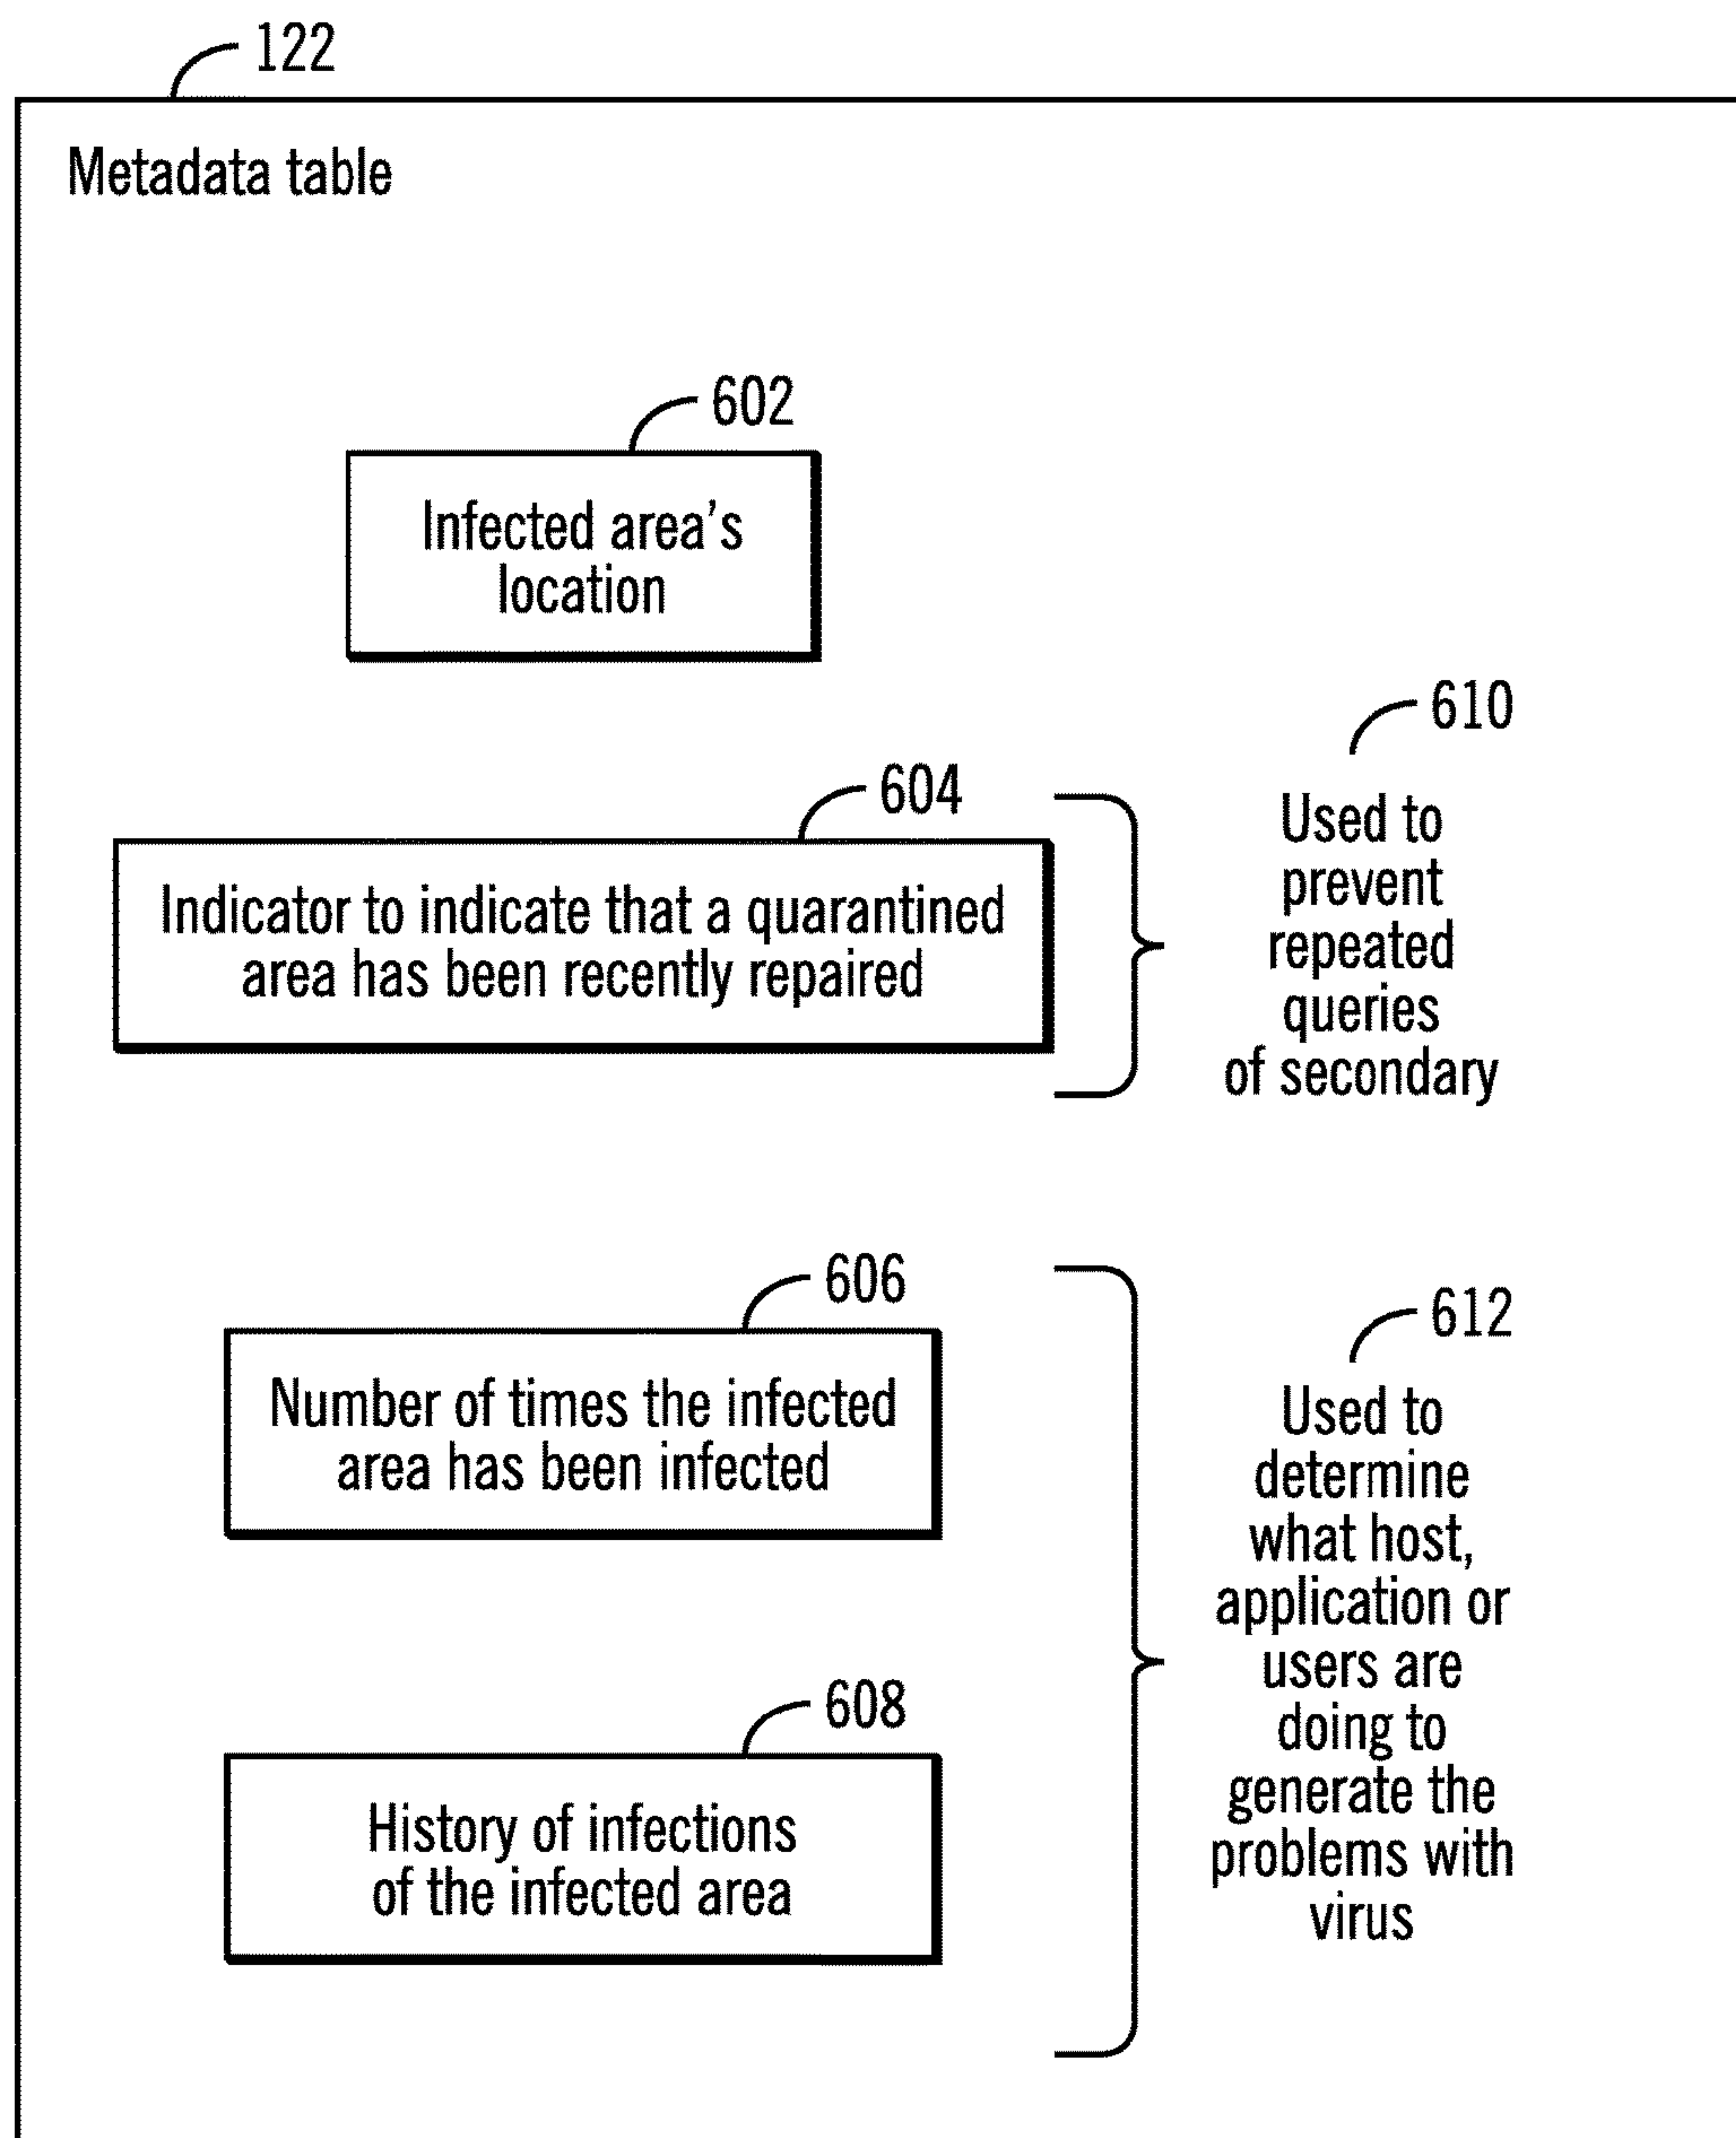 122
Metadata table
602
Infected area's
location
610
604
Used to
prevent
repeated
queries
of secondary
Indicator to indicate that a quarantined
area has been recently repaired
606
Number of times the infected
area has been infected
612
Used to
determine
what host,
application or
users are
doing to
generate the
problems with
virus
608
History of infections
of the infected area